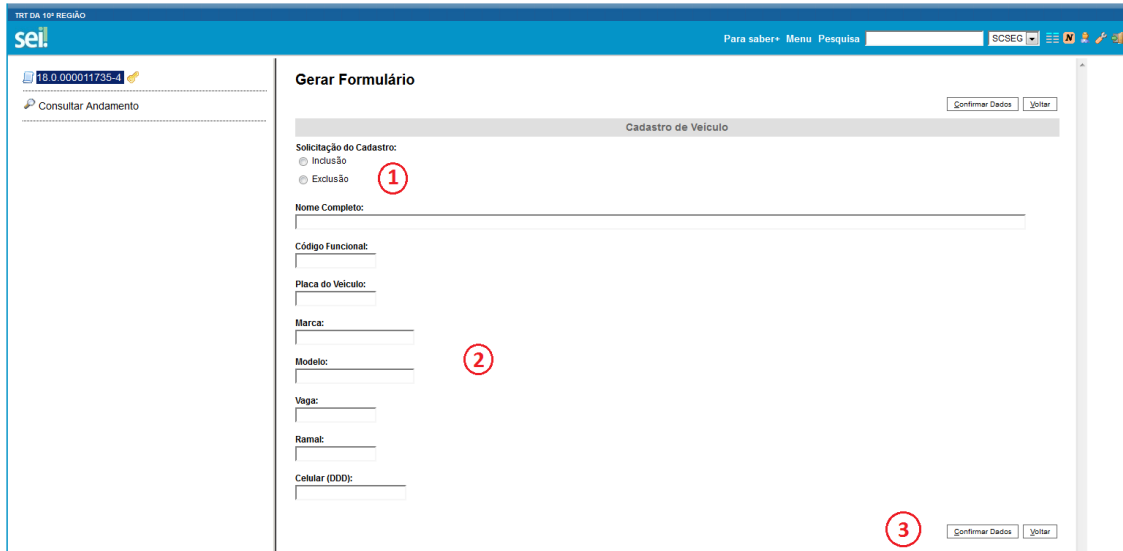 TRT DA 10ª REGIÃO
sei!
Para saber+ Menu Pesquisa SCSEG N
18.0.000011735-4
Consultar Andamento
Gerar Formulário
Confirmar Dados Voltar
Cadastro de Veículo
Solicitação do Cadastro:
Inclusão
Exclusão
1
Nome Completo:
Código Funcional:
Placa do Veículo:
Marca:
2
Modelo:
Vaga:
Ramal:
Celular (DDD):
3
Confirmar Dados Voltar